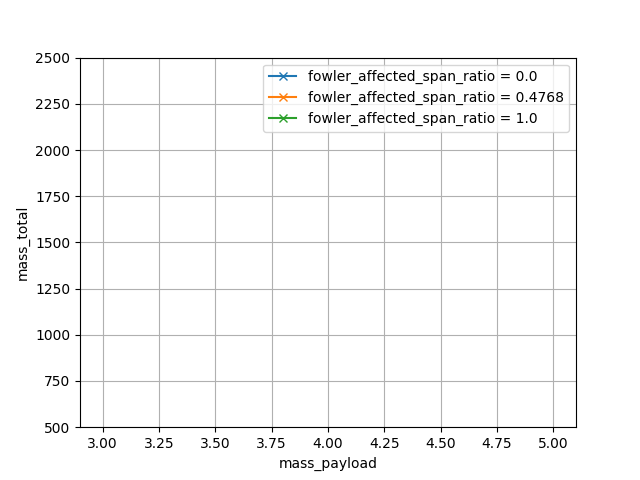 2500
2250
2000
1750
1500
1250
1000
750
500
mass_total
fowler_affected_span_ratio = 0.0
fowler_affected_span_ratio = 0.4768
fowler_affected_span_ratio = 1.0
3.00 3.25 3.50 3.75 4.00 4.25 4.50 4.75 5.00
mass_payload